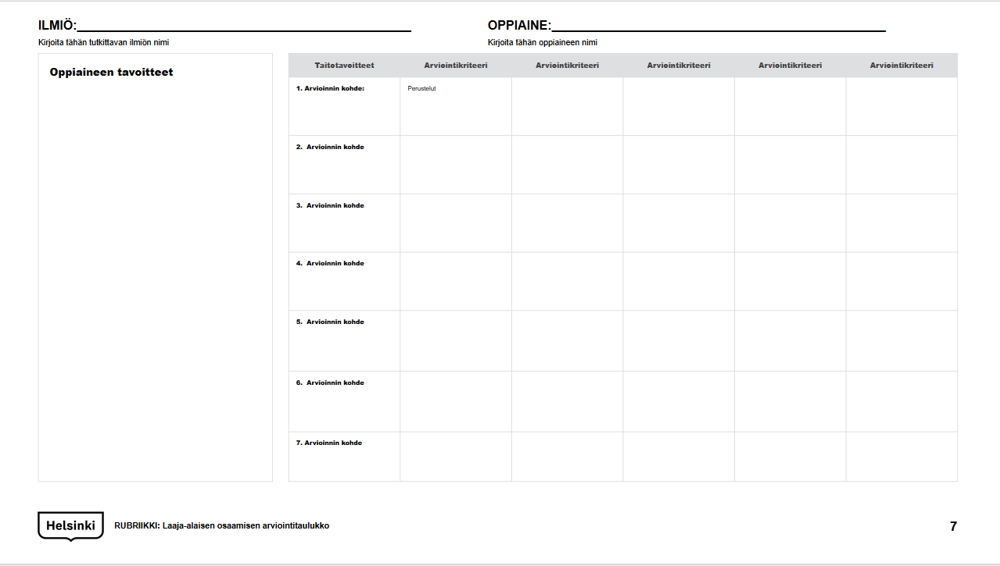 ILMIÖ:
OPPIAINE:
Kirjoita tähän tutkittavan ilmiön nimi
Kirjoita tähän oppiaineen nimi
Oppiaineen tavoitteet
Taitotavoitteet Arviointikriteeri Arviointikriteeri Arviointikriteeri Arviointikriteeri Arviointikriteeri
1. Arvioinnin kohde: Perustelut
2. Arvioinnin kohde
3. Arvioinnin kohde
4. Arvioinnin kohde
5. Arvioinnin kohde
6. Arvioinnin kohde
7. Arvioinnin kohde
Helsinki
RUBRIIKKI: Laaja-alaisen osaamisen arviointitaulukko
7